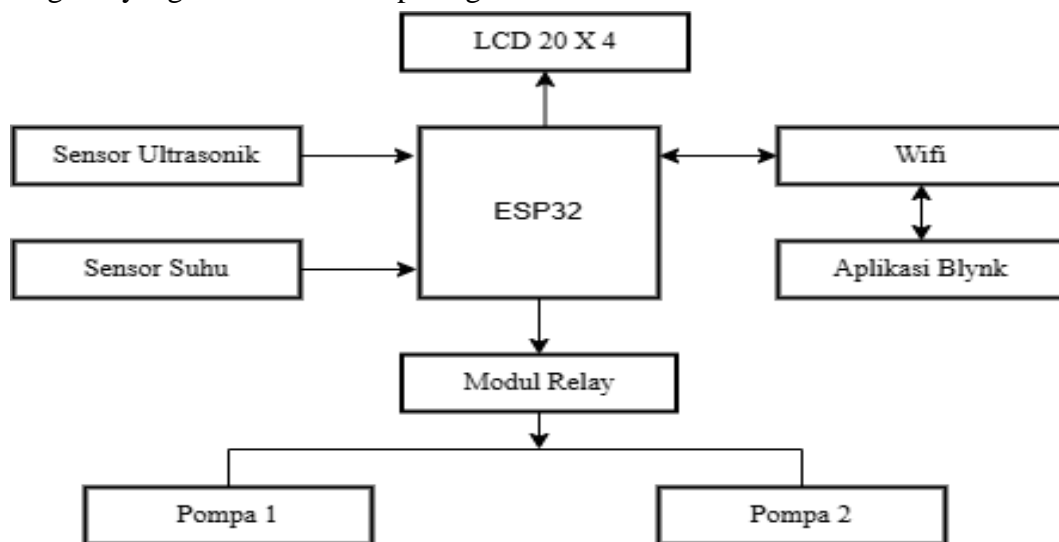 LCD 20 X 4
Sensor Ultrasonik
ESP32
Wifi
Sensor Suhu
Aplikasi Blynk
Modul Relay
Pompa 1
Pompa 2